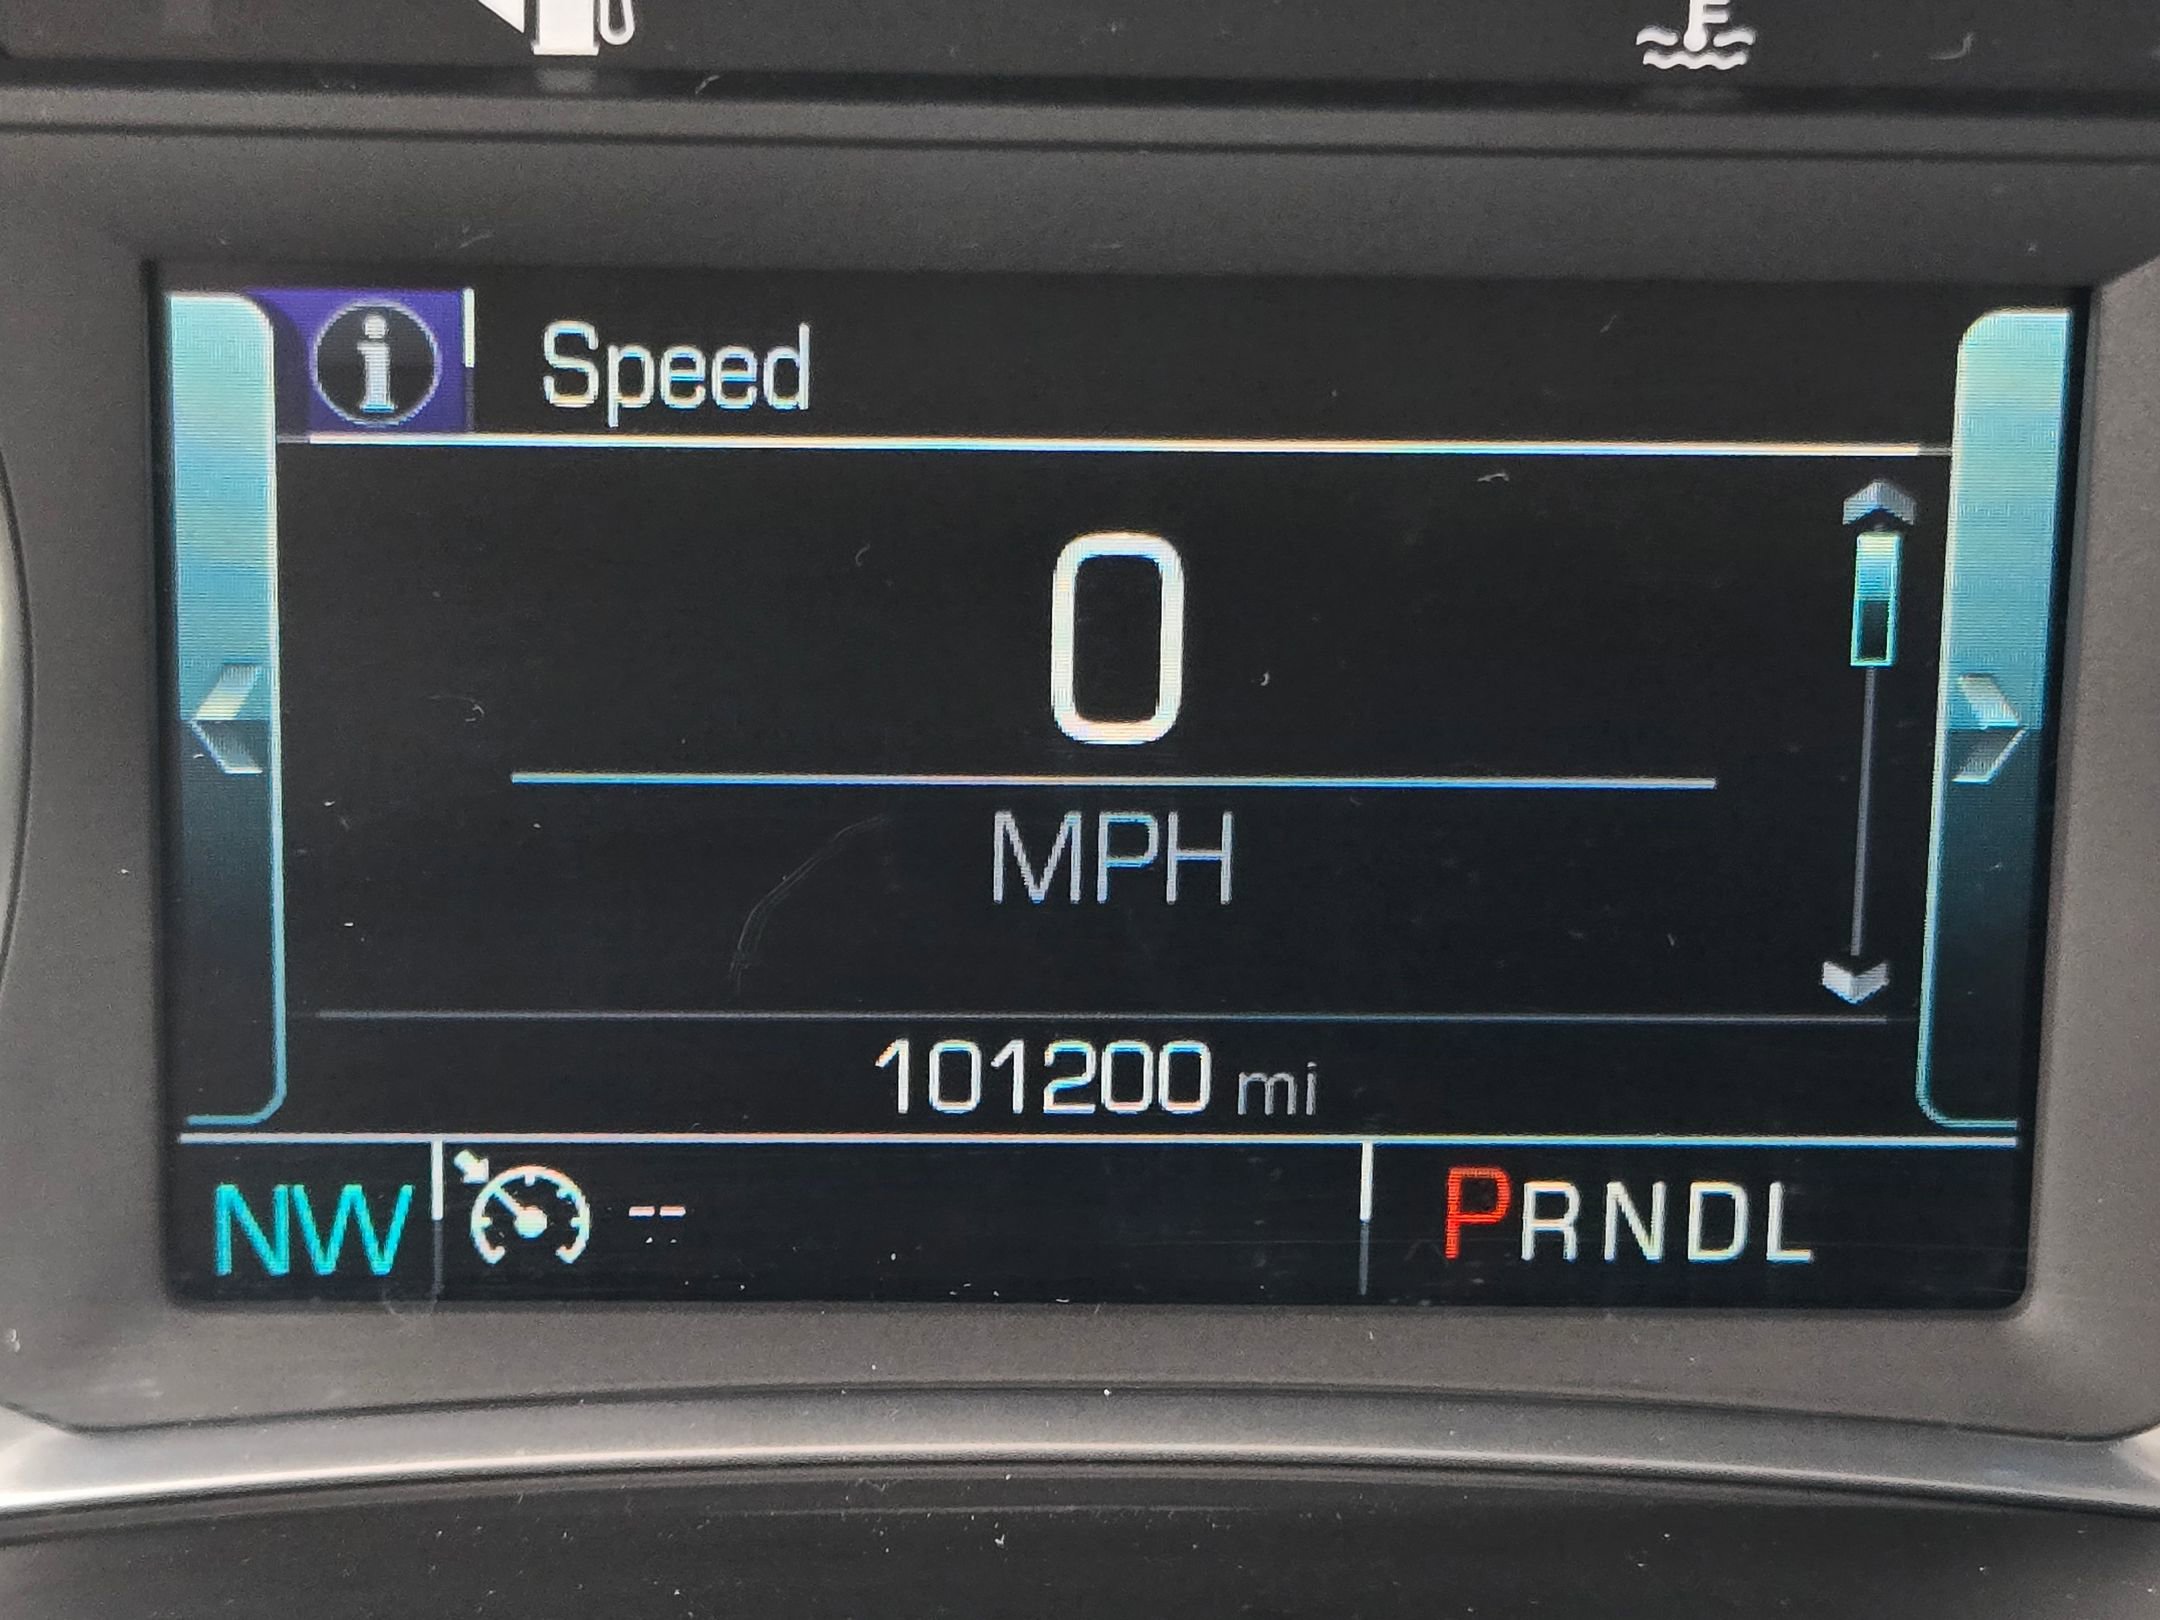 F
i Speed
0
MPH
101200 mi
NW -- PRNDL